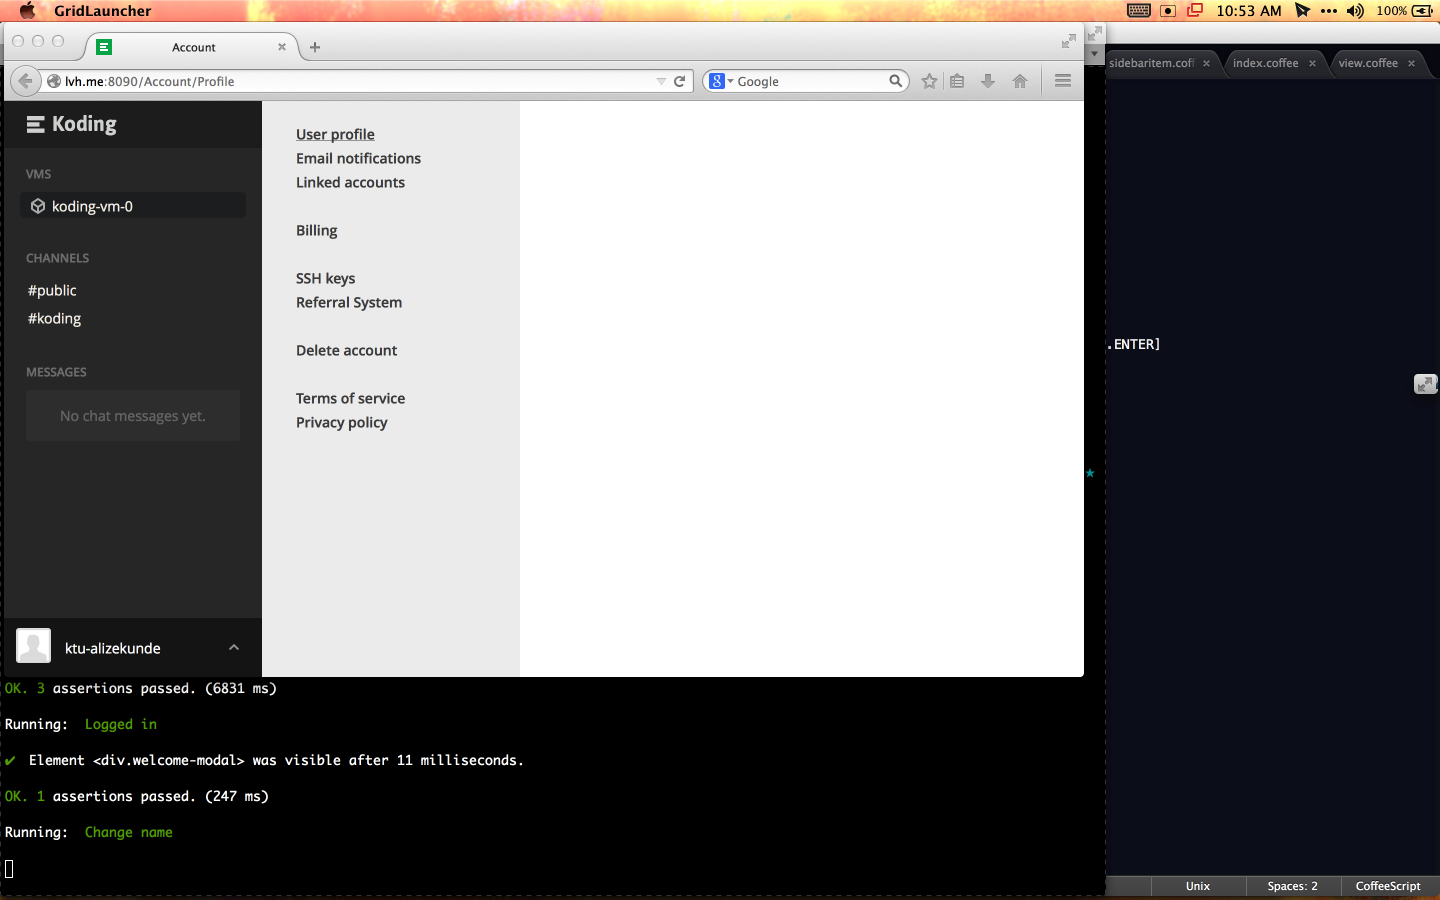 GridLauncher
10:53 AM
100%
Account
lvh.me:8090/Account/Profile
Google
sidebaritem.coff
index.coffee
view.coffee
Koding
VMS
koding-vm-0
CHANNELS
#public
#koding
MESSAGES
No chat messages yet.
ktu-alizekunde
User profile
Email notifications
Linked accounts
Billing
SSH keys
Referral System
Delete account
Terms of service
Privacy policy
.ENTER]
OK. 3 assertions passed. (6831 ms)
Running: Logged in
✔ Element <div.welcome-modal> was visible after 11 milliseconds.
OK. 1 assertions passed. (247 ms)
Running: Change name
Unix
Spaces: 2
CoffeeScript